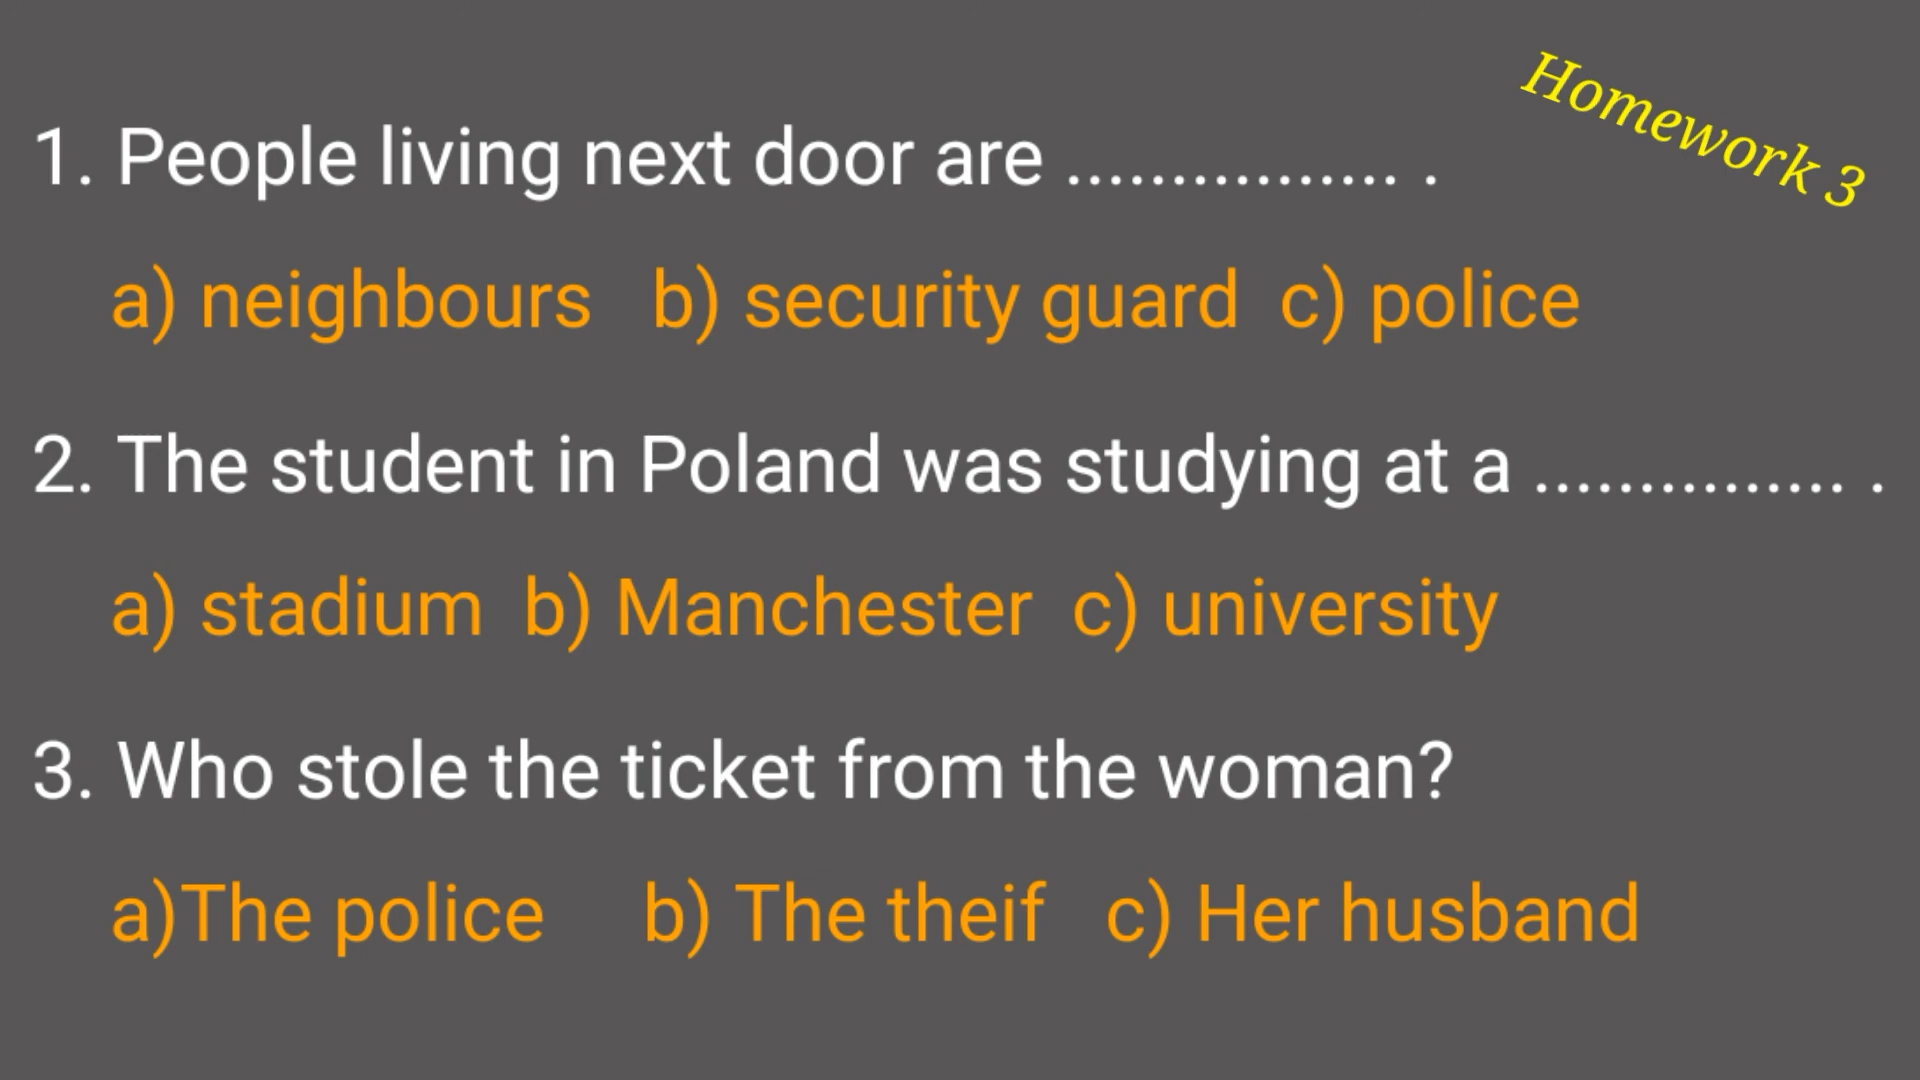 Homework 3
1. People living next door are ................ .
a) neighbours b) security guard c) police
2. The student in Poland was studying at a ............... .
a) stadium b) Manchester c) university
3. Who stole the ticket from the woman?
a)The police b) The theif c) Her husband